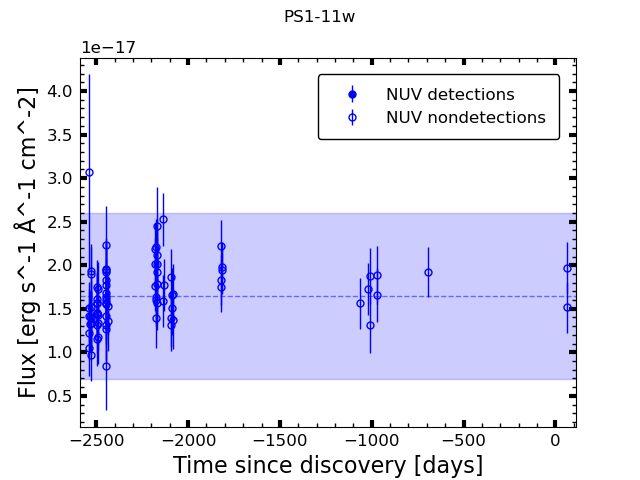 PS1-11w
1e−17
NUV detections
NUV nondetections
4.0
3.5
3.0
2.5
2.0
1.5
1.0
0.5
Flux [erg s^-1 Å^-1 cm^-2]
−2500 −2000 −1500 −1000 −500 0
Time since discovery [days]